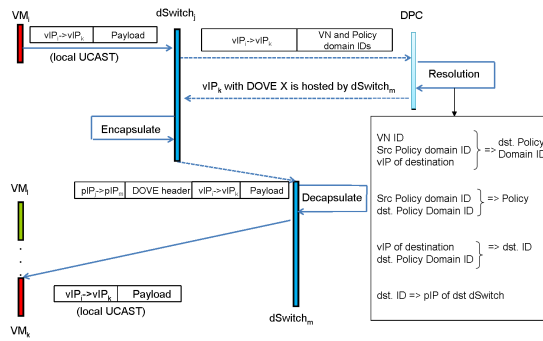 VMi
dSwitchj
DPC
vIPi->vIPk
Payload
(local UCAST)
vIPi->vIPk
VN and Policy
domain IDs
Resolution
vIPk with DOVE X is hosted by dSwitchm
Encapsulate
VN ID
Src Policy domain ID
vIP of destination
=> dst. Policy
Domain ID
VMi
pIPj->pIPm
DOVE header
vIPi->vIPk
Payload
Decapsulate
Src Policy domain ID
dst. Policy Domain ID
=> Policy
vIP of destination
dst. Policy Domain ID
=> dst. ID
vIPi->vIPk
Payload
(local UCAST)
dst. ID => pIP of dst dSwitch
VMk
dSwitchm